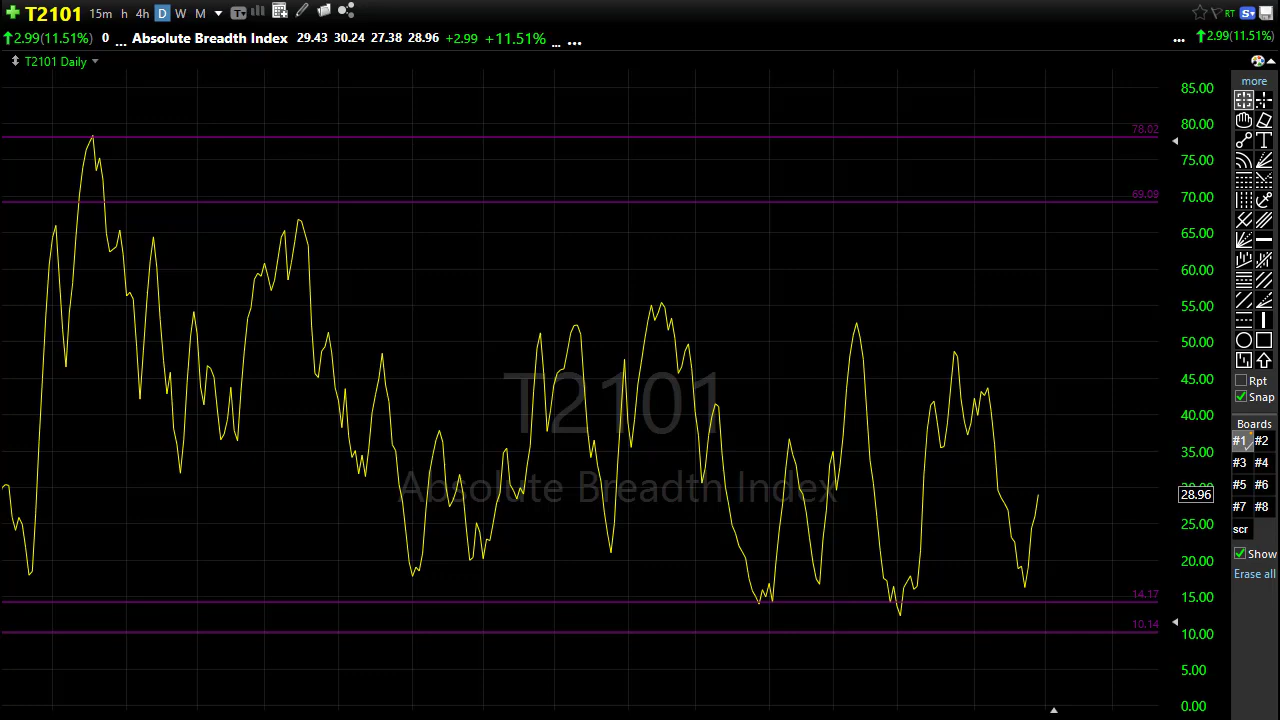 T2101 15m h 4h D W M T RT S
2.99(11.51%) 0 ... Absolute Breadth Index 29.43 30.24 27.38 28.96 +2.99 +11.51% ... ... ... 2.99(11.51%)
T2101 Daily
more
85.00
80.00
78.02
75.00
70.00
69.09
65.00
60.00
55.00
50.00
45.00
Rpt
Snap
T2101
40.00
Boards
#1 #2
35.00
#3 #4
Absolute Breadth Index
30.00
#5 #6
28.96
#7 #8
25.00
scr
Show
20.00
Erase all
15.00
14.17
10.14
10.00
5.00
0.00